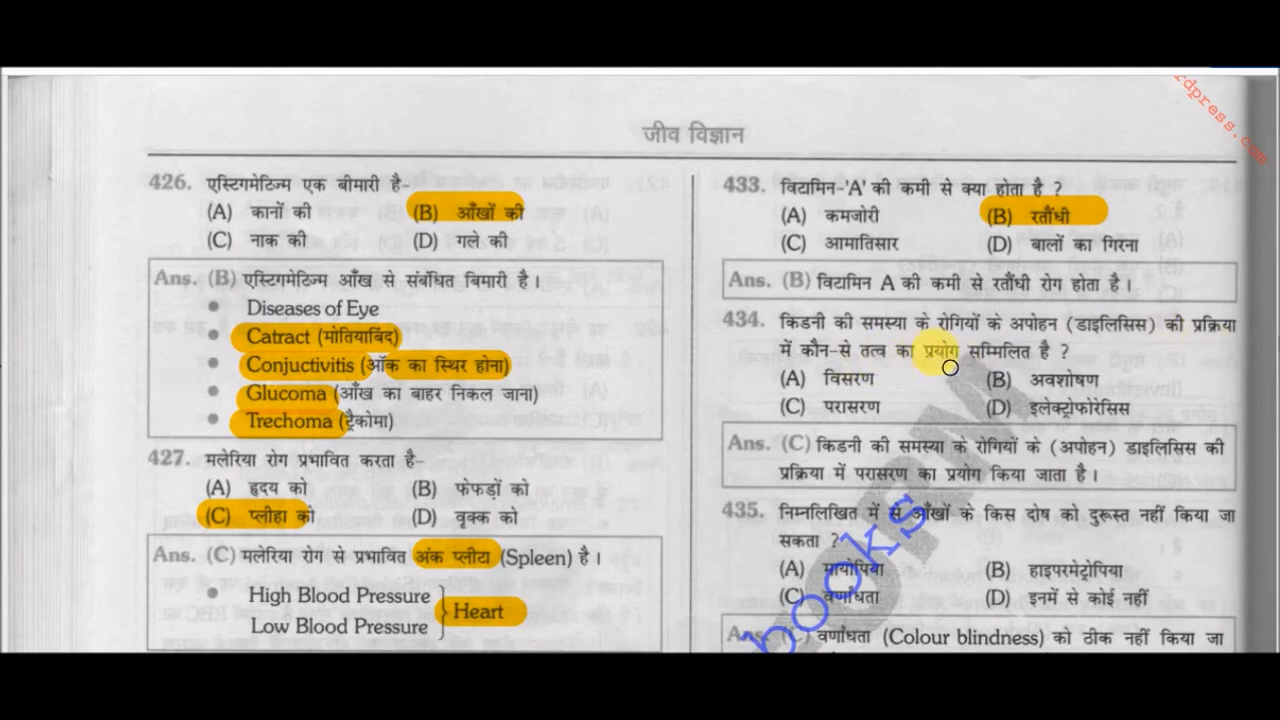 rdpress.com
जीव विज्ञान
426. एस्टिगमेटिज्म एक बीमारी है–
(A) कानों की (B) आँखों की
(C) नाक की (D) गले की
Ans. (B) एस्टिगमेटिज्म आँख से संबंधित बिमारी है।
• Diseases of Eye
• Catract (मोतियाबिंद)
• Conjuctivitis (आँक का स्थिर होना)
• Glucoma (आँख का बाहर निकल जाना)
• Trechoma (ट्रैकोमा)
427. मलेरिया रोग प्रभावित करता है–
(A) हृदय को (B) फेफड़ों को
(C) प्लीहा को (D) वृक्क को
Ans. (C) मलेरिया रोग से प्रभावित अंक प्लीटा (Spleen) है।
• High Blood Pressure
Low Blood Pressure
Heart
433. विटामिन-'A' की कमी से क्या होता है ?
(A) कमजोरी (B) रतौंधी
(C) आमातिसार (D) बालों का गिरना
Ans. (B) विटामिन A की कमी से रतौंधी रोग होता है।
434. किडनी की समस्या के रोगियों के अपोहन (डाइलिसिस) की प्रक्रिया
में कौन-से तत्व का प्रयोग सम्मिलित है ?
(A) विसरण (B) अवशोषण
(C) परासरण (D) इलेक्ट्रोफोरेसिस
Ans. (C) किडनी की समस्या के रोगियों के (अपोहन) डाइलिसिस की
प्रक्रिया में परासरण का प्रयोग किया जाता है।
435. निम्नलिखित में से आँखों के किस दोष को दुरूस्त नहीं किया जा
सकता ?
(A) मायोपिया (B) हाइपरमेट्रोपिया
(C) वर्णांधता (D) इनमें से कोई नहीं
Ans. (C) वर्णांधता (Colour blindness) को ठीक नहीं किया जा
books